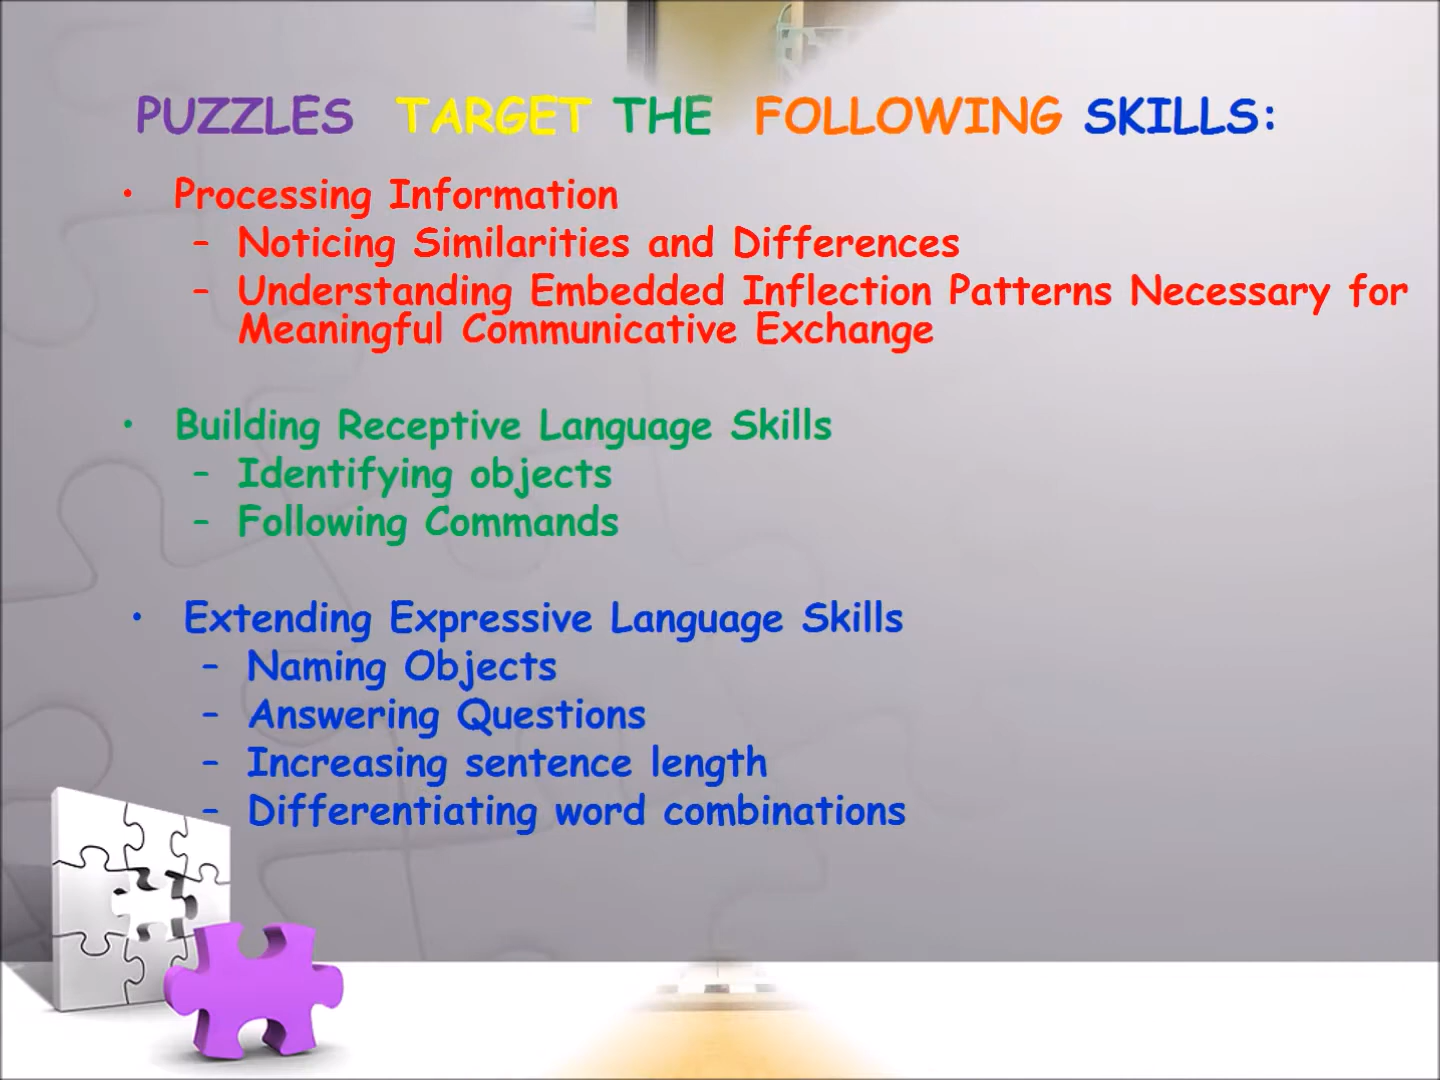 PUZZLES TARGET THE FOLLOWING SKILLS:
• Processing Information
– Noticing Similarities and Differences
– Understanding Embedded Inflection Patterns Necessary for
Meaningful Communicative Exchange
• Building Receptive Language Skills
– Identifying objects
– Following Commands
• Extending Expressive Language Skills
– Naming Objects
– Answering Questions
– Increasing sentence length
– Differentiating word combinations